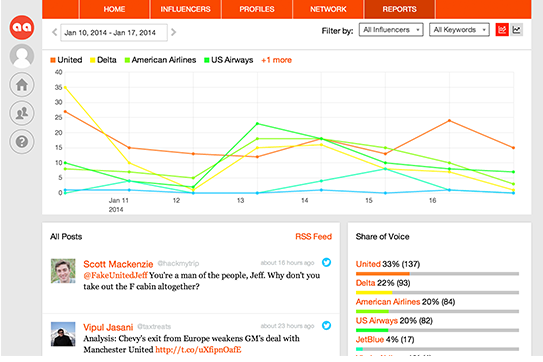 HOME INFLUENCERS PROFILES NETWORK REPORTS
aa
Jan 10, 2014 - Jan 17, 2014
Filter by: All Influencers All Keywords
United Delta American Airlines US Airways +1 more
40
35
30
25
20
15
10
5
0
Jan 11 12 13 14 15 16
2014
All Posts RSS Feed
Scott Mackenzie @hackmytrip about 16 hours ago
@FakeUnitedJeff You're a man of the people, Jeff. Why don't you
take out the F cabin altogether?
Vipul Jasani @taxtreats about 23 hours ago
Analysis: Chevy's exit from Europe weakens GM's deal with
Manchester United http://t.co/uXfipnOafE
Share of Voice
United 33% (137)
Delta 22% (93)
American Airlines 20% (84)
US Airways 20% (82)
JetBlue 4% (17)